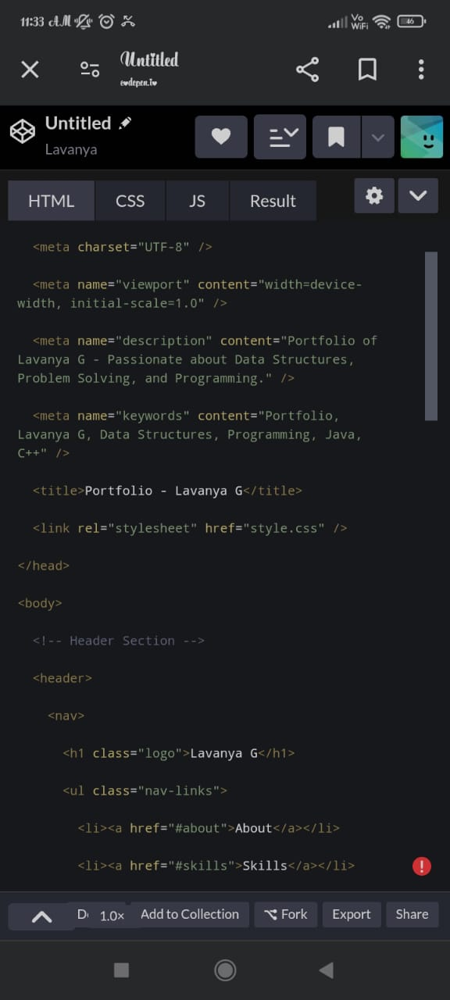 11:33 A.M
Vo
WiFi
46
Untitled
codepen.io
Untitled
Lavanya
HTML CSS JS Result
<meta charset="UTF-8" />
<meta name="viewport" content="width=device-
width, initial-scale=1.0" />
<meta name="description" content="Portfolio of
Lavanya G - Passionate about Data Structures,
Problem Solving, and Programming." />
<meta name="keywords" content="Portfolio,
Lavanya G, Data Structures, Programming, Java,
C++" />
<title>Portfolio - Lavanya G</title>
<link rel="stylesheet" href="style.css" />
</head>
<body>
<!-- Header Section -->
<header>
<nav>
<h1 class="logo">Lavanya G</h1>
<ul class="nav-links">
<li><a href="#about">About</a></li>
<li><a href="#skills">Skills</a></li>
1.0× Add to Collection Fork Export Share